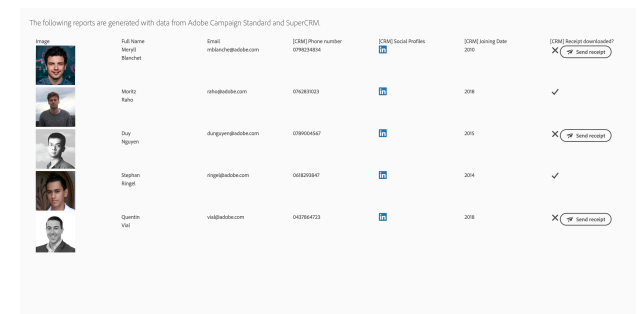 The following reports are generated with data from Adobe Campaign Standard and SuperCRM.
Image Full Name Email [CRM] Phone number [CRM] Social Profiles [CRM] Joining Date [CRM] Receipt downloaded?
Meryll mblanche@adobe.com 0798234834 in 2010 Send receipt
Blanchet
Moritz raho@adobe.com 0762831023 in 2018
Raho
Duy dunguyen@adobe.com 0789004567 in 2015 Send receipt
Nguyen
Stephan ringel@adobe.com 0618293847 in 2014
Ringel
Quentin vial@adobe.com 0437864723 in 2018 Send receipt
Vial